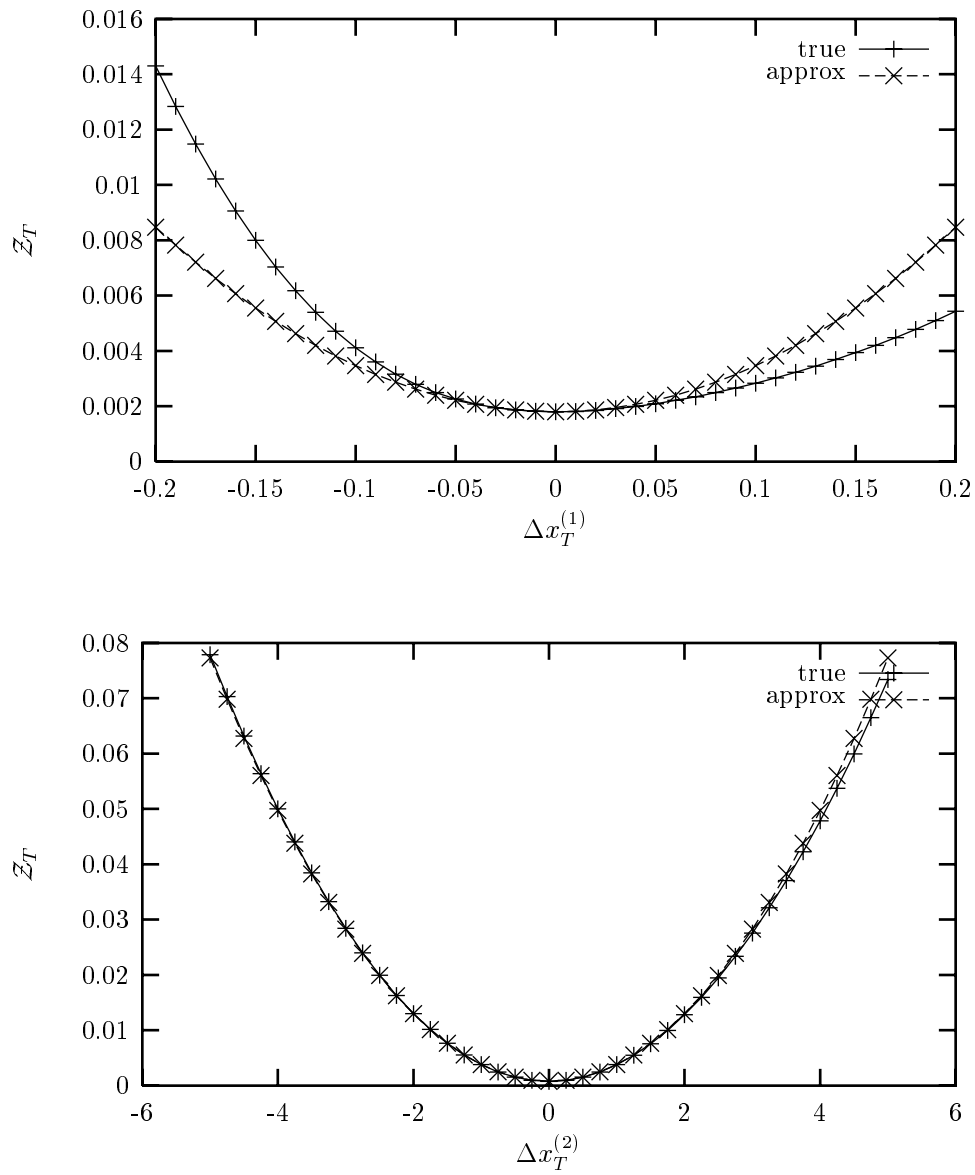 0.016
0.014
0.012
0.01
0.008
0.006
0.004
0.002
0
𝒵_T
true
approx
-0.2 -0.15 -0.1 -0.05 0 0.05 0.1 0.15 0.2
Δx_T^{(1)}
0.08
0.07
0.06
0.05
0.04
0.03
0.02
0.01
0
𝒵_T
true
approx
-6 -4 -2 0 2 4 6
Δx_T^{(2)}